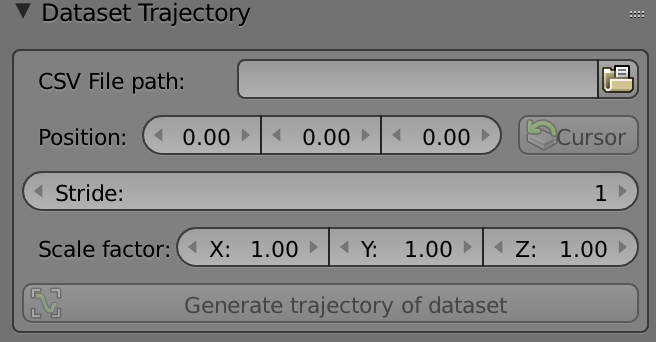 Dataset Trajectory
CSV File path:
Position: 0.00 0.00 0.00 Cursor
Stride: 1
Scale factor: X: 1.00 Y: 1.00 Z: 1.00
Generate trajectory of dataset